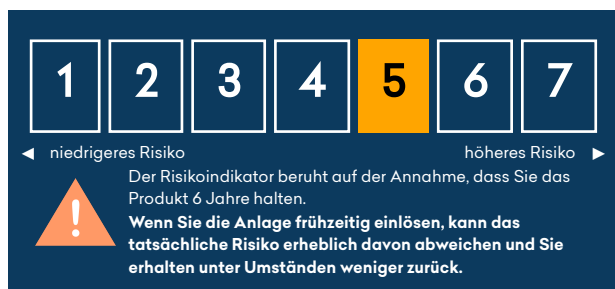 1 2 3 4 5 6 7
◄ niedrigeres Risiko höheres Risiko ►
Der Risikoindikator beruht auf der Annahme, dass Sie das
Produkt 6 Jahre halten.
Wenn Sie die Anlage frühzeitig einlösen, kann das
tatsächliche Risiko erheblich davon abweichen und Sie
erhalten unter Umständen weniger zurück.
!